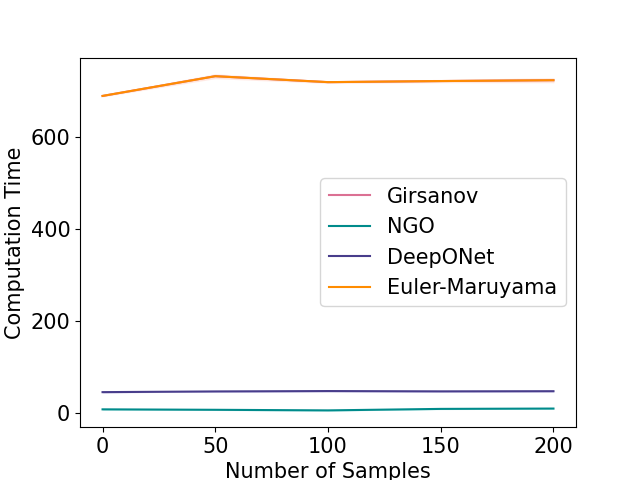 600
400
200
0
Computation Time
Girsanov
NGO
DeepONet
Euler-Maruyama
0 50 100 150 200
Number of Samples